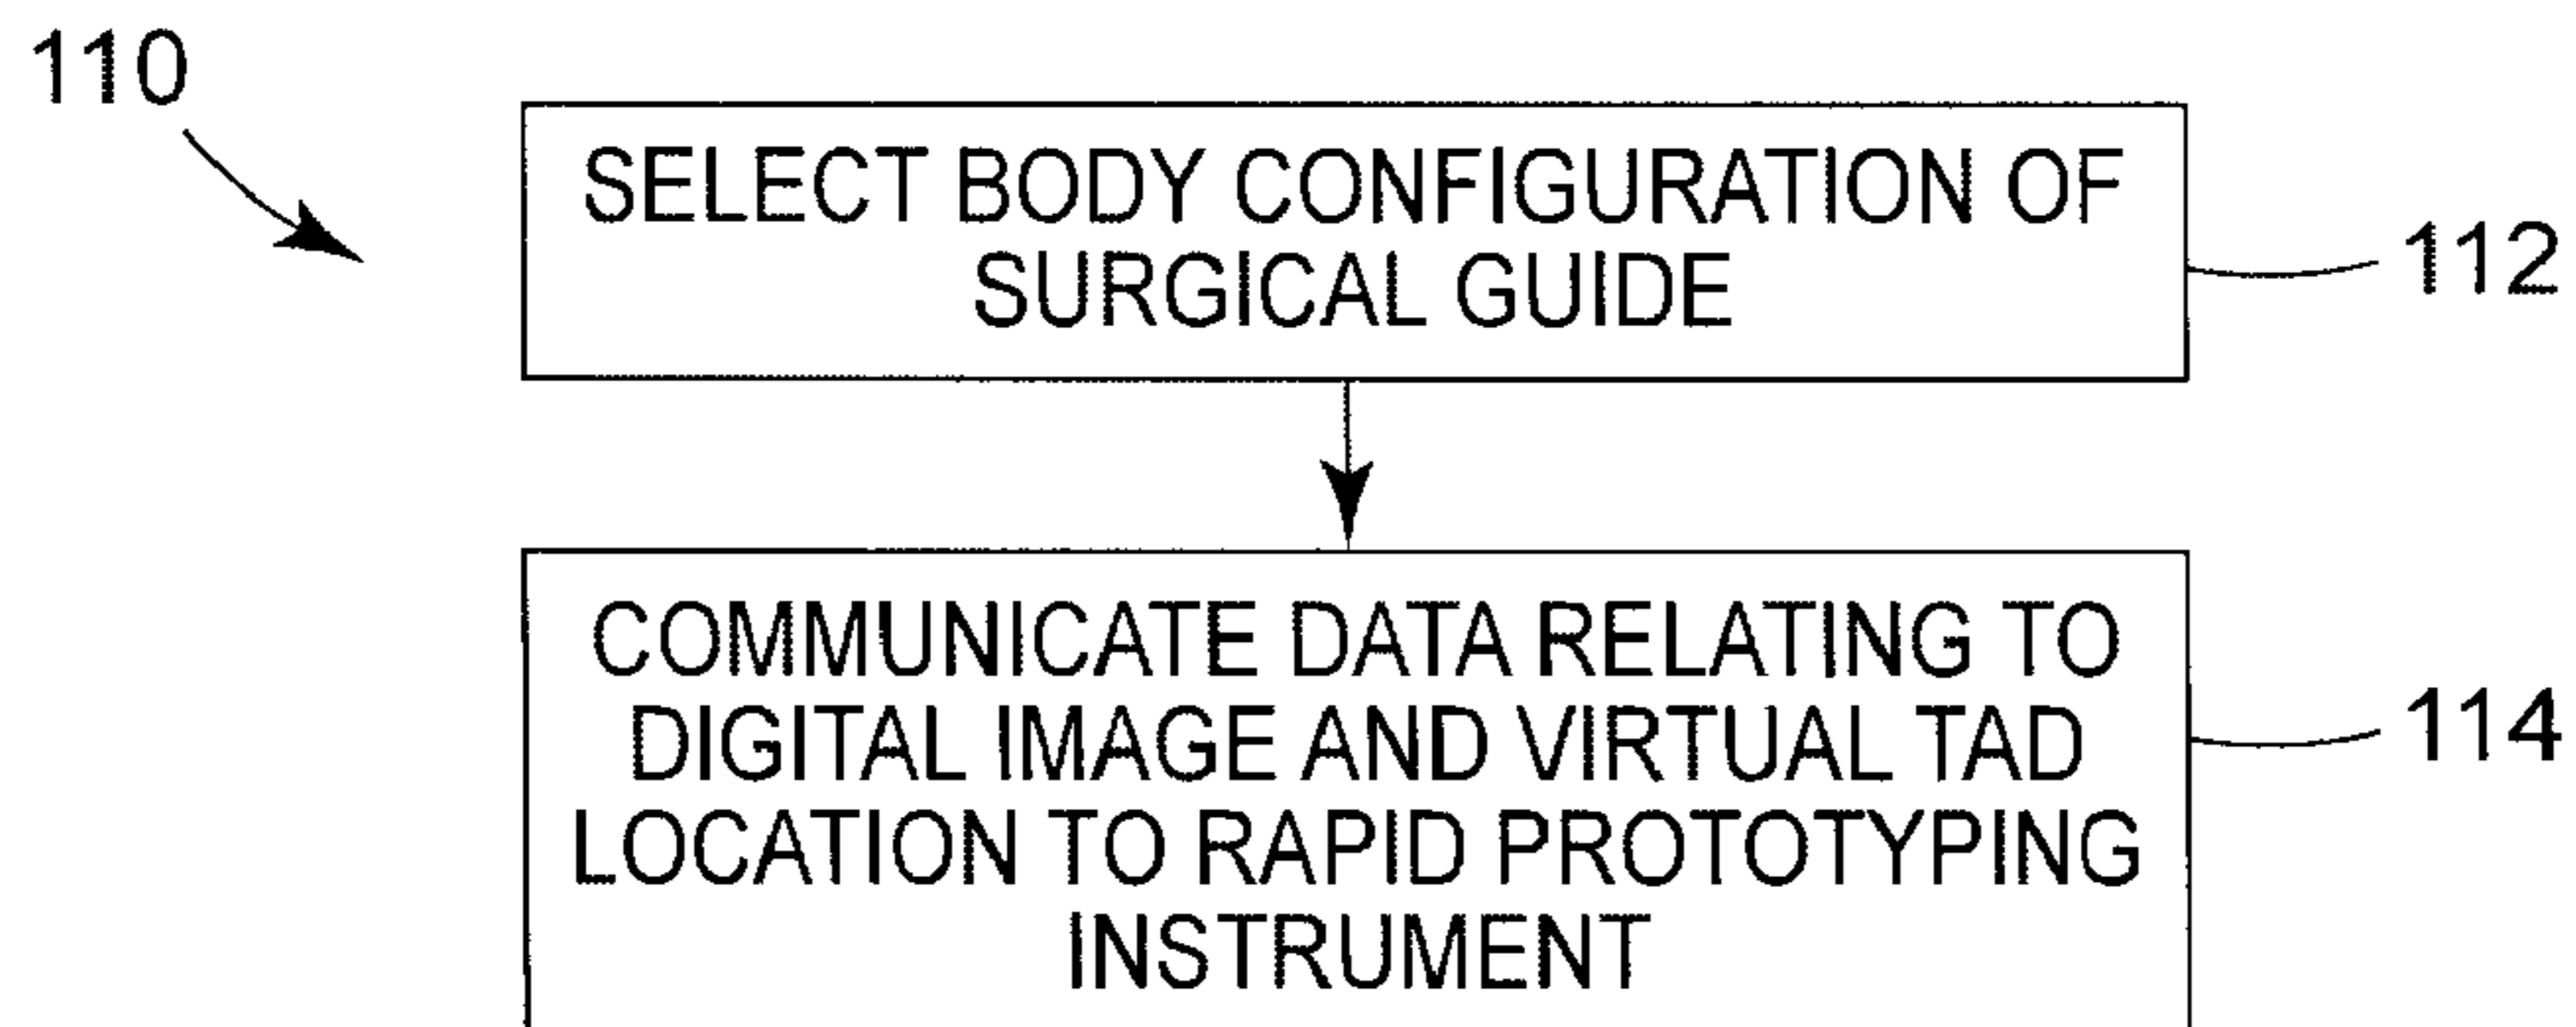 110
SELECT BODY CONFIGURATION OF
SURGICAL GUIDE
112
COMMUNICATE DATA RELATING TO
DIGITAL IMAGE AND VIRTUAL TAD
LOCATION TO RAPID PROTOTYPING
INSTRUMENT
114